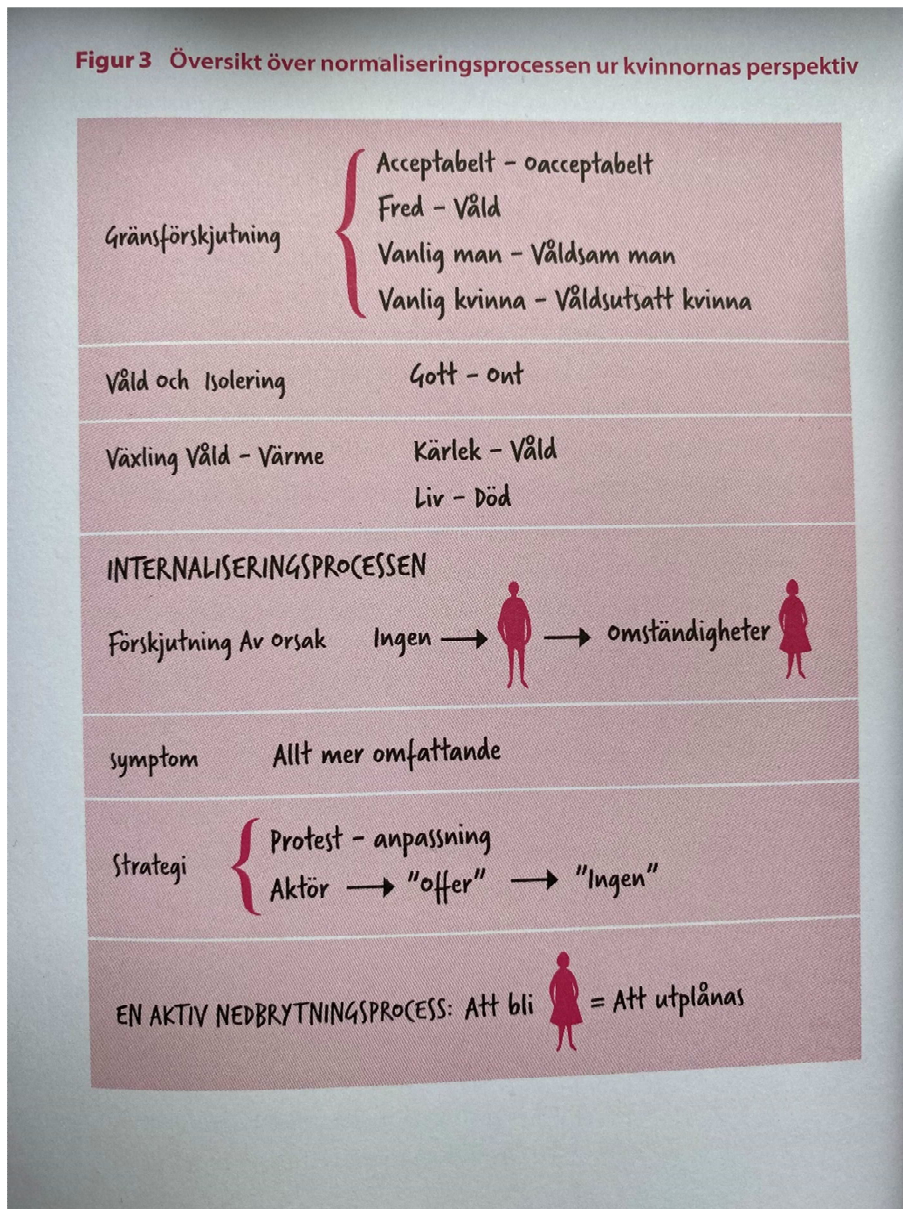 Figur 3 Översikt över normaliseringsprocessen ur kvinnornas perspektiv
Gränsförskjutning
Acceptabelt – oacceptabelt
Fred – Våld
Vanlig man – Våldsam man
Vanlig kvinna – Våldsutsatt kvinna
Våld och Isolering Gott – ont
Växling Våld – Värme Kärlek – Våld
Liv – Död
INTERNALISERINGSPROCESSEN
Förskjutning Av orsak Ingen → → omständigheter
symptom Allt mer omfattande
Strategi
Protest – anpassning
Aktör → "offer" → "Ingen"
EN AKTIV NEDBRYTNINGSPROCESS: Att bli = Att utplånas